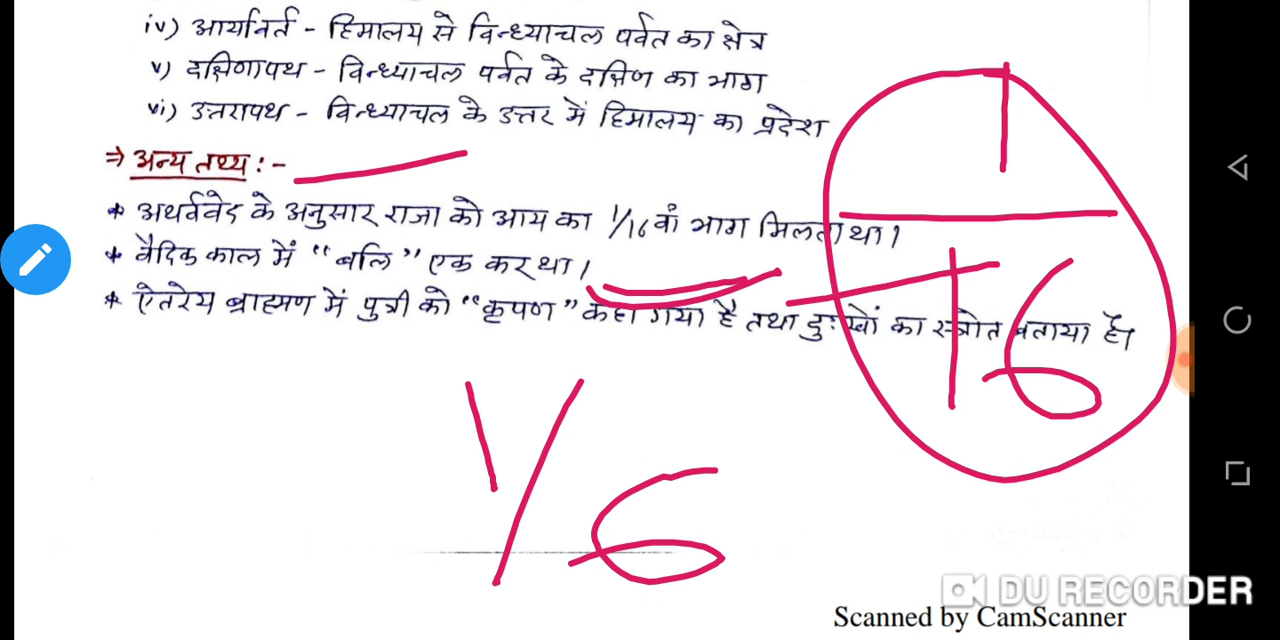 iv) आर्यावर्त - हिमालय से विन्ध्याचल पर्वत का क्षेत्र
v) दक्षिणापथ - विन्ध्याचल पर्वत के दक्षिण का भाग
vi) उत्तरापथ - विन्ध्याचल के उत्तर में हिमालय का प्रदेश
⇒ अन्य तथ्य :-
* अथर्ववेद के अनुसार राजा को आय का 1/16 वां भाग मिलता था।
* वैदिक काल में "बलि" एक कर था।
* ऐतरेय ब्राह्मण में पुत्री को "कृपण" कहा गया है तथा दुःखों का स्त्रोत बताया है।
1
16
1/6
DU RECORDER
Scanned by CamScanner